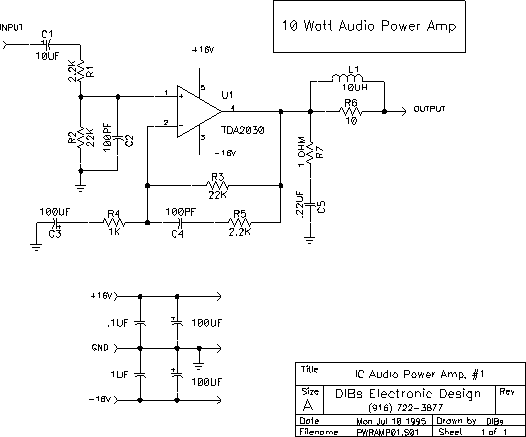 10 Watt Audio Power Amp
INPUT
C1
10UF
2.2K
R1
R2
22K
100PF
C2
+16V
5
1
+
2
-
4
3
U1
TDA2030
-16V
L1
10UH
R6
10
OUTPUT
1 OHM
R7
.22UF
C5
R3
22K
100UF
C3
R4
1K
100PF
C4
R5
2.2K
+16V
.1UF
+
100UF
GND
.1UF
+
100UF
-16V
Title
IC Audio Power Amp, #1
Size
A
DIBs Electronic Design
(916) 722-3877
Rev
Date
Mon Jul 10 1995
Drawn by
DIBs
Filename
PWRAMP01.S01
Sheet
1 of 1